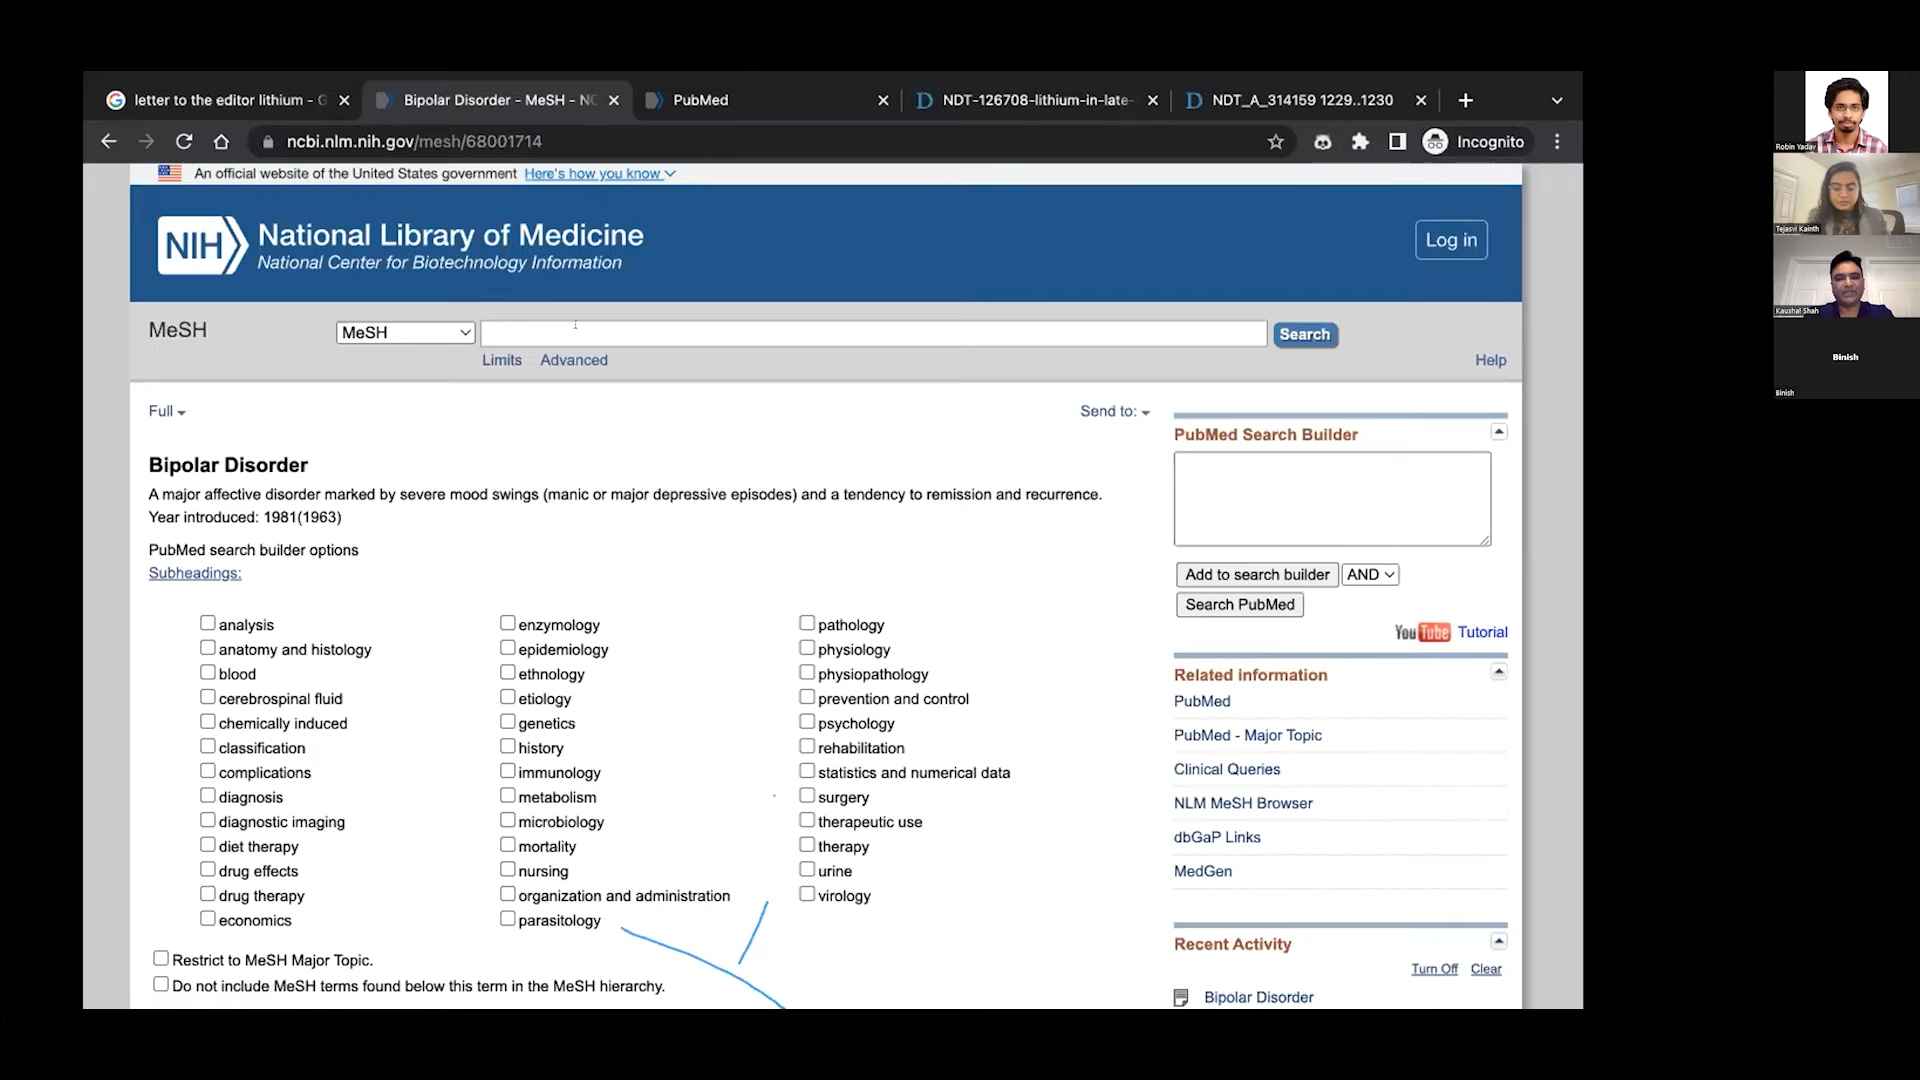 letter to the editor lithium - G
Bipolar Disorder - MeSH - NC
PubMed
NDT-126708-lithium-in-late-
NDT_A_314159 1229..1230
ncbi.nlm.nih.gov/mesh/68001714
Incognito
An official website of the United States government Here's how you know
NIH National Library of Medicine
National Center for Biotechnology Information
Log in
MeSH
MeSH
Search
Limits Advanced
Help
Full
Send to:
Bipolar Disorder
A major affective disorder marked by severe mood swings (manic or major depressive episodes) and a tendency to remission and recurrence.
Year introduced: 1981(1963)
PubMed search builder options
Subheadings:
analysis
anatomy and histology
blood
cerebrospinal fluid
chemically induced
classification
complications
diagnosis
diagnostic imaging
diet therapy
drug effects
drug therapy
economics
enzymology
epidemiology
ethnology
etiology
genetics
history
immunology
metabolism
microbiology
mortality
nursing
organization and administration
parasitology
pathology
physiology
physiopathology
prevention and control
psychology
rehabilitation
statistics and numerical data
surgery
therapeutic use
therapy
urine
virology
Restrict to MeSH Major Topic.
Do not include MeSH terms found below this term in the MeSH hierarchy.
PubMed Search Builder
Add to search builder AND
Search PubMed
YouTube Tutorial
Related information
PubMed
PubMed - Major Topic
Clinical Queries
NLM MeSH Browser
dbGaP Links
MedGen
Recent Activity
Turn Off Clear
Bipolar Disorder
Robin Yadav
Tejasvi Kainth
Kaushal Shah
Binish
Binish